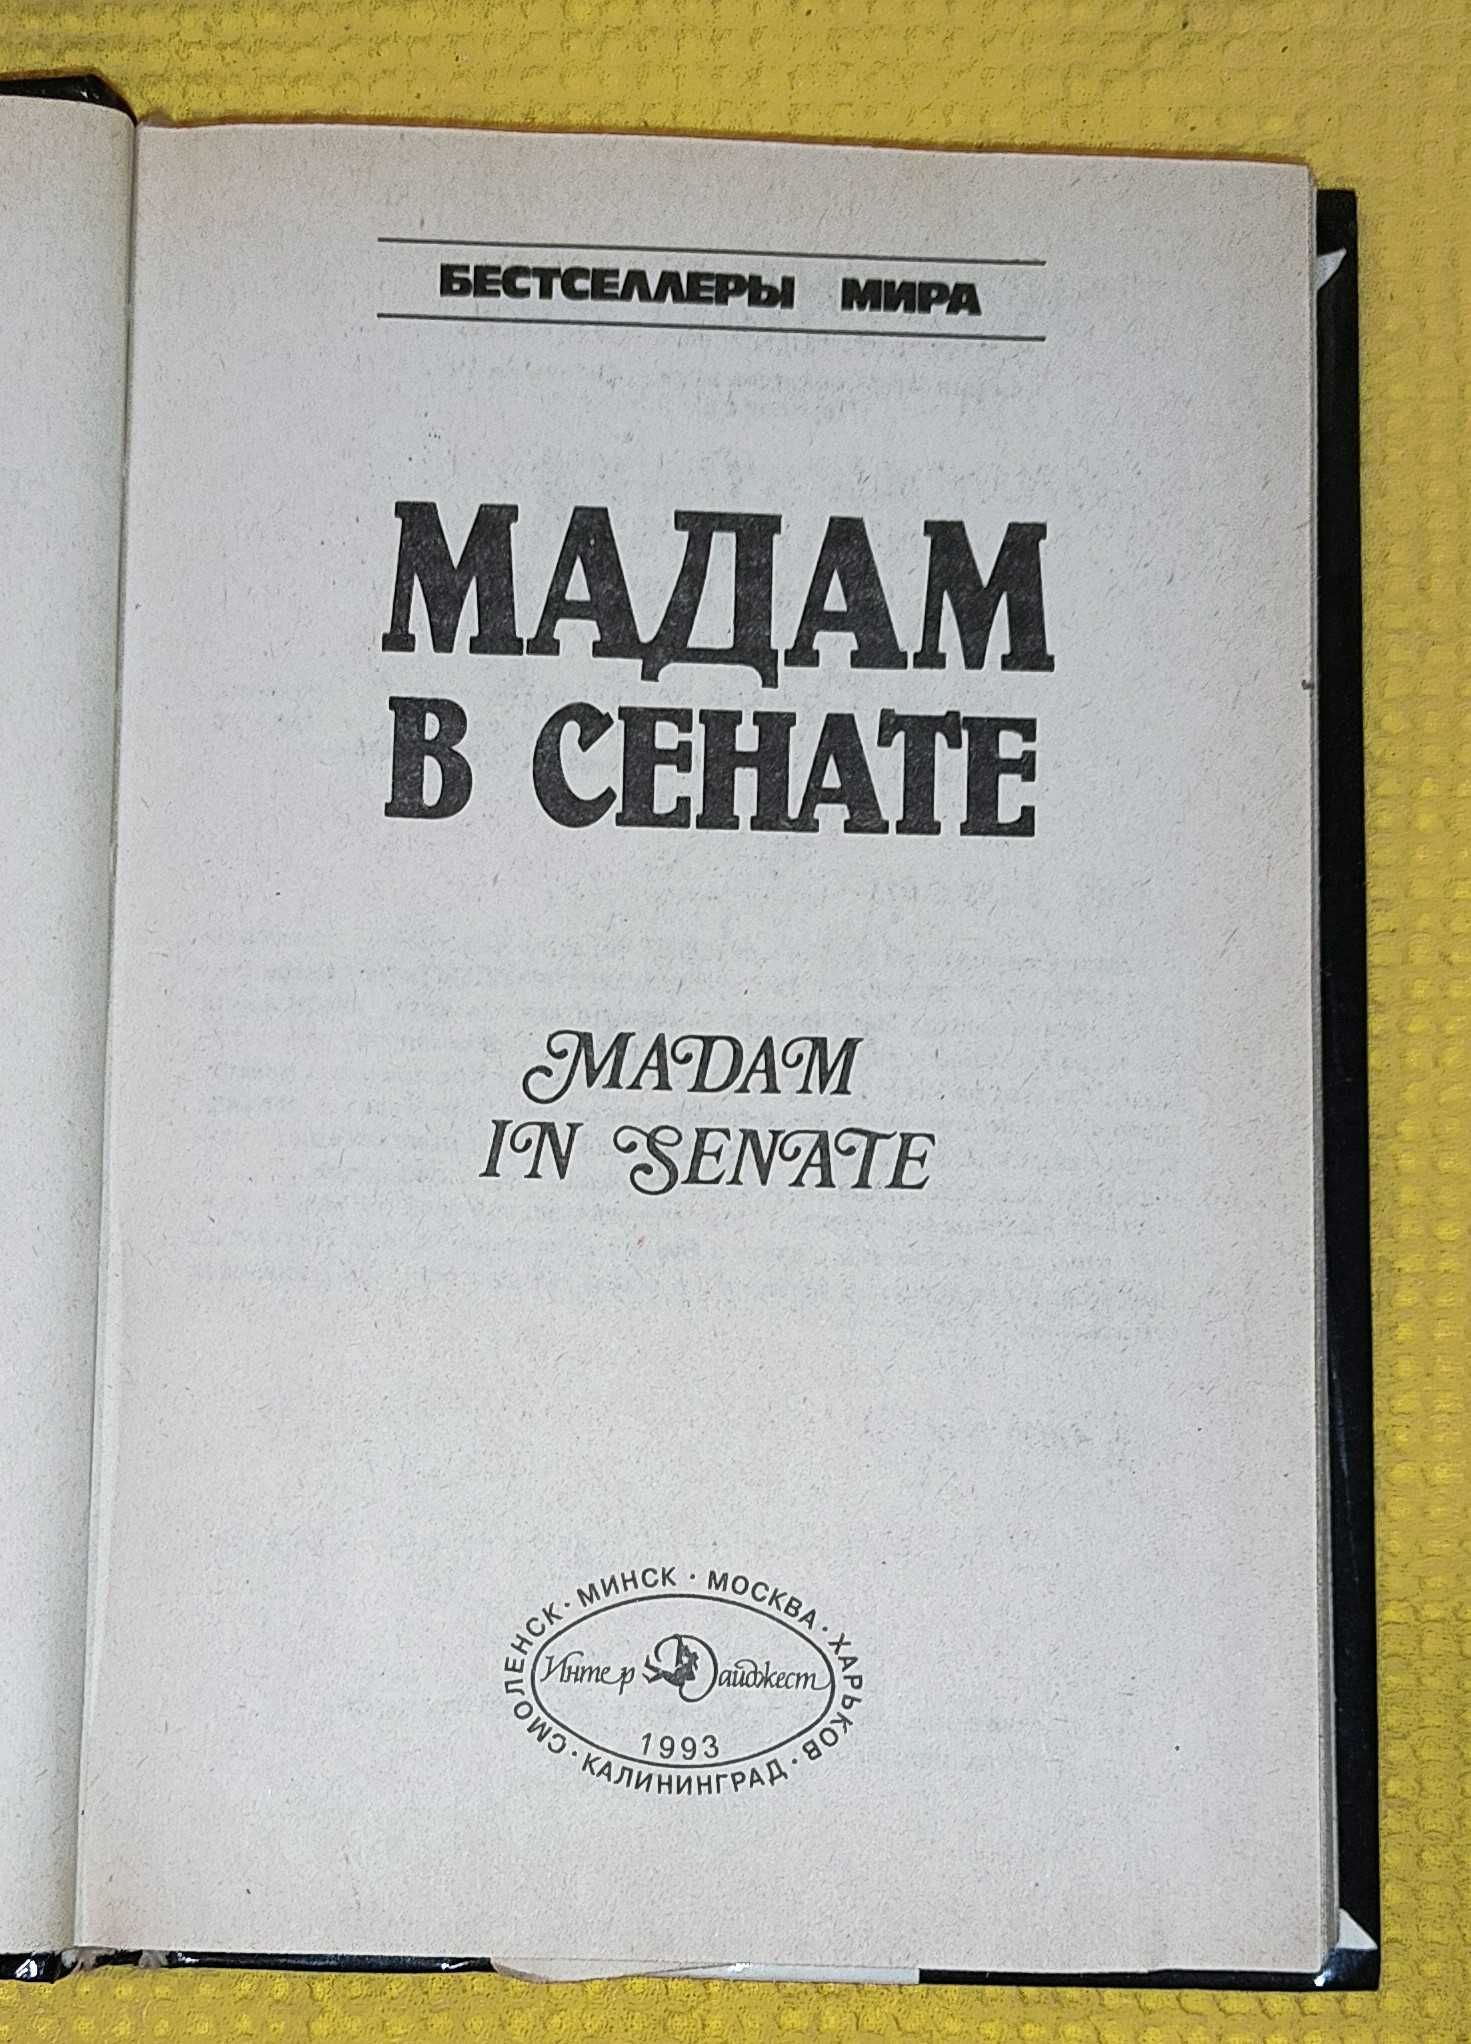 БЕСТСЕЛЛЕРЫ МИРА
МАДАМ
В СЕНАТЕ
MADAM
IN SENATE
СМОЛЕНСК · МИНСК · МОСКВА · ХАРЬКОВ · КАЛИНИНГРАД ·
Интер Дайджест
1993